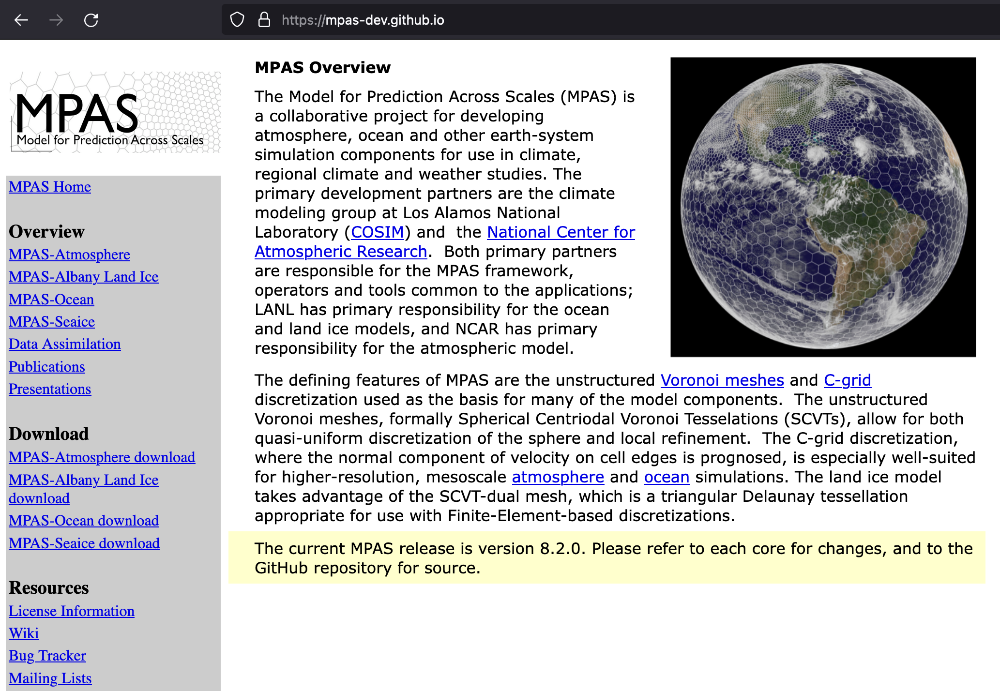 https://mpas-dev.github.io
MPAS
Model for Prediction Across Scales
MPAS Home
Overview
MPAS-Atmosphere
MPAS-Albany Land Ice
MPAS-Ocean
MPAS-Seaice
Data Assimilation
Publications
Presentations
Download
MPAS-Atmosphere download
MPAS-Albany Land Ice
download
MPAS-Ocean download
MPAS-Seaice download
Resources
License Information
Wiki
Bug Tracker
Mailing Lists
MPAS Overview
The Model for Prediction Across Scales (MPAS) is
a collaborative project for developing
atmosphere, ocean and other earth-system
simulation components for use in climate,
regional climate and weather studies. The
primary development partners are the climate
modeling group at Los Alamos National
Laboratory (COSIM) and  the National Center for
Atmospheric Research.  Both primary partners
are responsible for the MPAS framework,
operators and tools common to the applications;
LANL has primary responsibility for the ocean
and land ice models, and NCAR has primary
responsibility for the atmospheric model.
The defining features of MPAS are the unstructured Voronoi meshes and C-grid
discretization used as the basis for many of the model components.  The unstructured
Voronoi meshes, formally Spherical Centriodal Voronoi Tesselations (SCVTs), allow for both
quasi-uniform discretization of the sphere and local refinement.  The C-grid discretization,
where the normal component of velocity on cell edges is prognosed, is especially well-suited
for higher-resolution, mesoscale atmosphere and ocean simulations. The land ice model
takes advantage of the SCVT-dual mesh, which is a triangular Delaunay tessellation
appropriate for use with Finite-Element-based discretizations.
The current MPAS release is version 8.2.0. Please refer to each core for changes, and to the
GitHub repository for source.